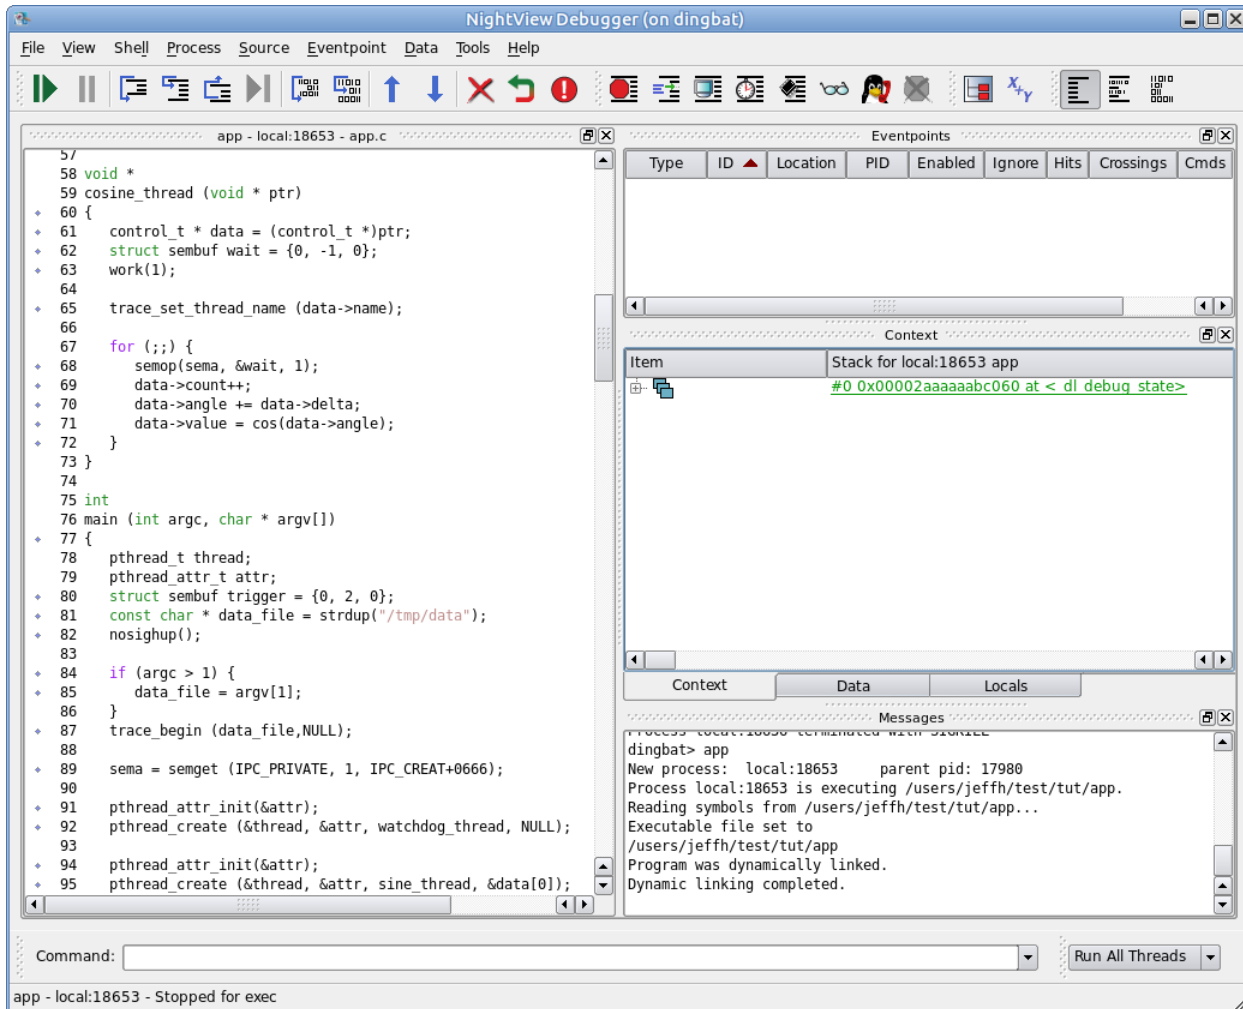 NightView Debugger (on dingbat)
File View Shell Process Source Eventpoint Data Tools Help
app - local:18653 - app.c
57
58 void *
59 cosine_thread (void * ptr)
60 {
61    control_t * data = (control_t *)ptr;
62    struct sembuf wait = {0, -1, 0};
63    work(1);
64
65    trace_set_thread_name (data->name);
66
67    for (;;) {
68       semop(sema, &wait, 1);
69       data->count++;
70       data->angle += data->delta;
71       data->value = cos(data->angle);
72    }
73 }
74
75 int
76 main (int argc, char * argv[])
77 {
78    pthread_t thread;
79    pthread_attr_t attr;
80    struct sembuf trigger = {0, 2, 0};
81    const char * data_file = strdup("/tmp/data");
82    nosighup();
83
84    if (argc > 1) {
85       data_file = argv[1];
86    }
87    trace_begin (data_file,NULL);
88
89    sema = semget (IPC_PRIVATE, 1, IPC_CREAT+0666);
90
91    pthread_attr_init(&attr);
92    pthread_create (&thread, &attr, watchdog_thread, NULL);
93
94    pthread_attr_init(&attr);
95    pthread_create (&thread, &attr, sine_thread, &data[0]);
Eventpoints
Type ID Location PID Enabled Ignore Hits Crossings Cmds
Context
Item Stack for local:18653 app
#0 0x00002aaaaaabc060 at <_dl_debug_state>
Context Data Locals
Messages
Process local:18650 terminated with SIGKILL
dingbat> app
New process: local:18653 parent pid: 17980
Process local:18653 is executing /users/jeffh/test/tut/app.
Reading symbols from /users/jeffh/test/tut/app...
Executable file set to
/users/jeffh/test/tut/app
Program was dynamically linked.
Dynamic linking completed.
Command: Run All Threads
app - local:18653 - Stopped for exec